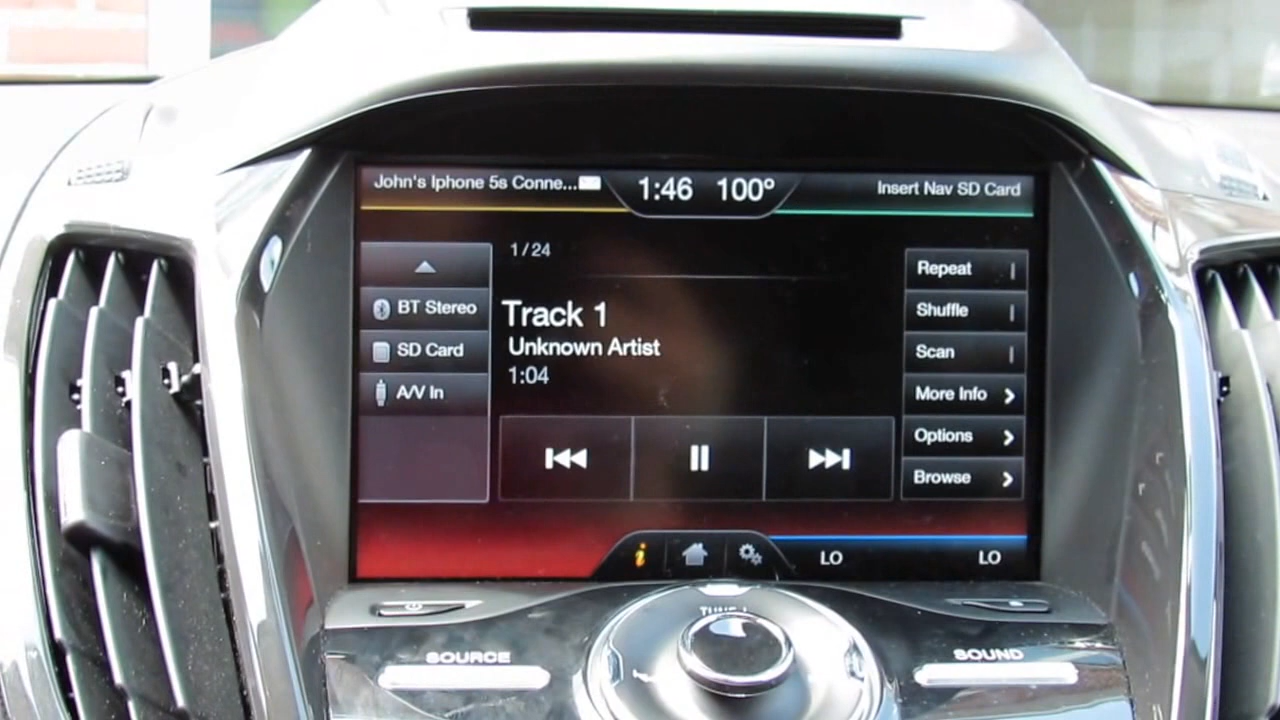 John's Iphone 5s Conne...
1:46 100°
Insert Nav SD Card
1/24
Track 1
Unknown Artist
1:04
BT Stereo
SD Card
A/V In
Repeat
Shuffle
Scan
More Info
Options
Browse
i
LO LO
SOURCE
SOUND